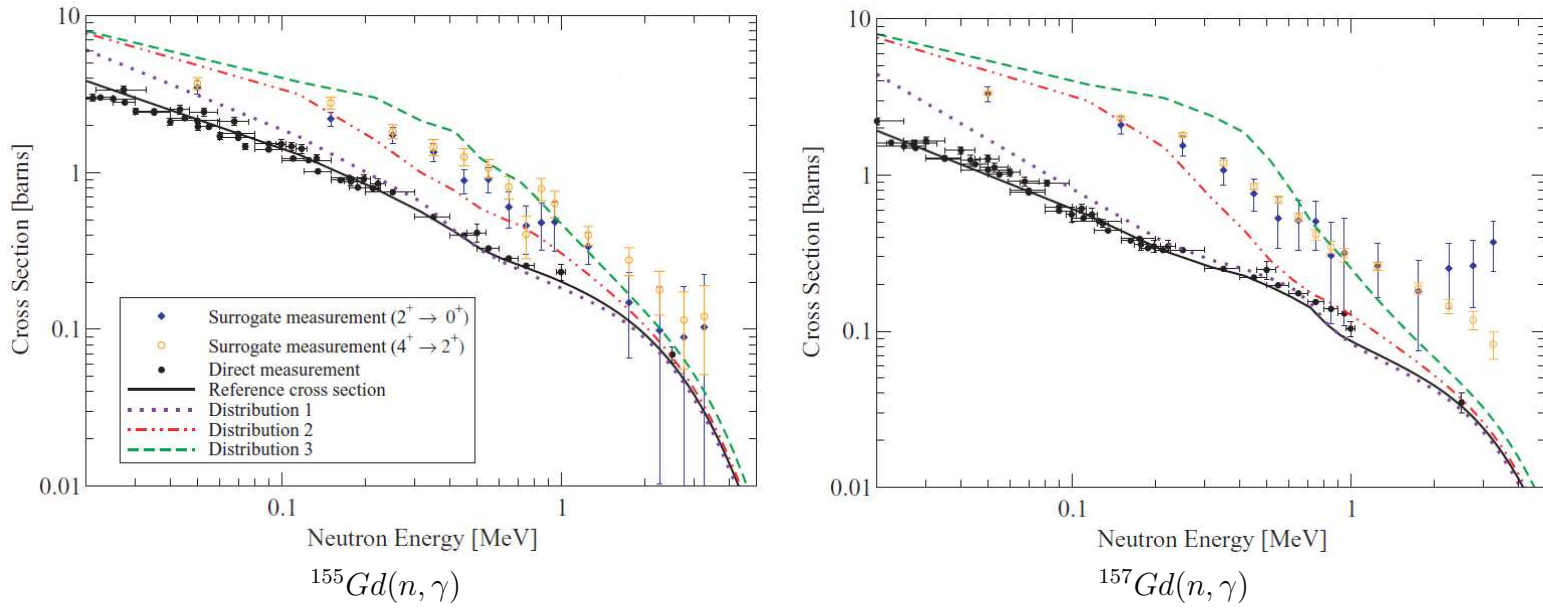 10
1
0.1
0.01
Cross Section [barns]
Surrogate measurement (2⁺ → 0⁺)
Surrogate measurement (4⁺ → 2⁺)
Direct measurement
Reference cross section
Distribution 1
Distribution 2
Distribution 3
0.1
1
Neutron Energy [MeV]
¹⁵⁵Gd(n, γ)
10
1
0.1
0.01
Cross Section [barns]
0.1
1
Neutron Energy [MeV]
¹⁵⁷Gd(n, γ)